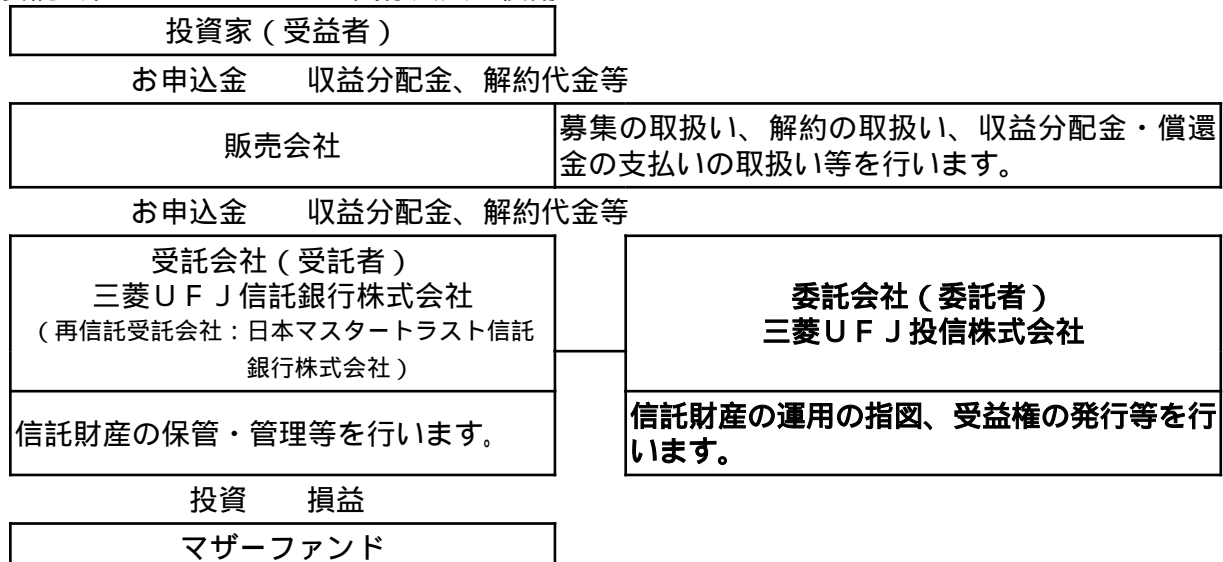 投資家（受益者）
お申込金　　収益分配金、解約代金等
販売会社
募集の取扱い、解約の取扱い、収益分配金・償還
金の支払いの取扱い等を行います。
お申込金　　収益分配金、解約代金等
受託会社（受託者）
三菱ＵＦＪ信託銀行株式会社
（再信託受託会社：日本マスタートラスト信託
銀行株式会社）
委託会社（委託者）
三菱ＵＦＪ投信株式会社
信託財産の保管・管理等を行います。
信託財産の運用の指図、受益権の発行等を行
います。
投資　　損益
マザーファンド